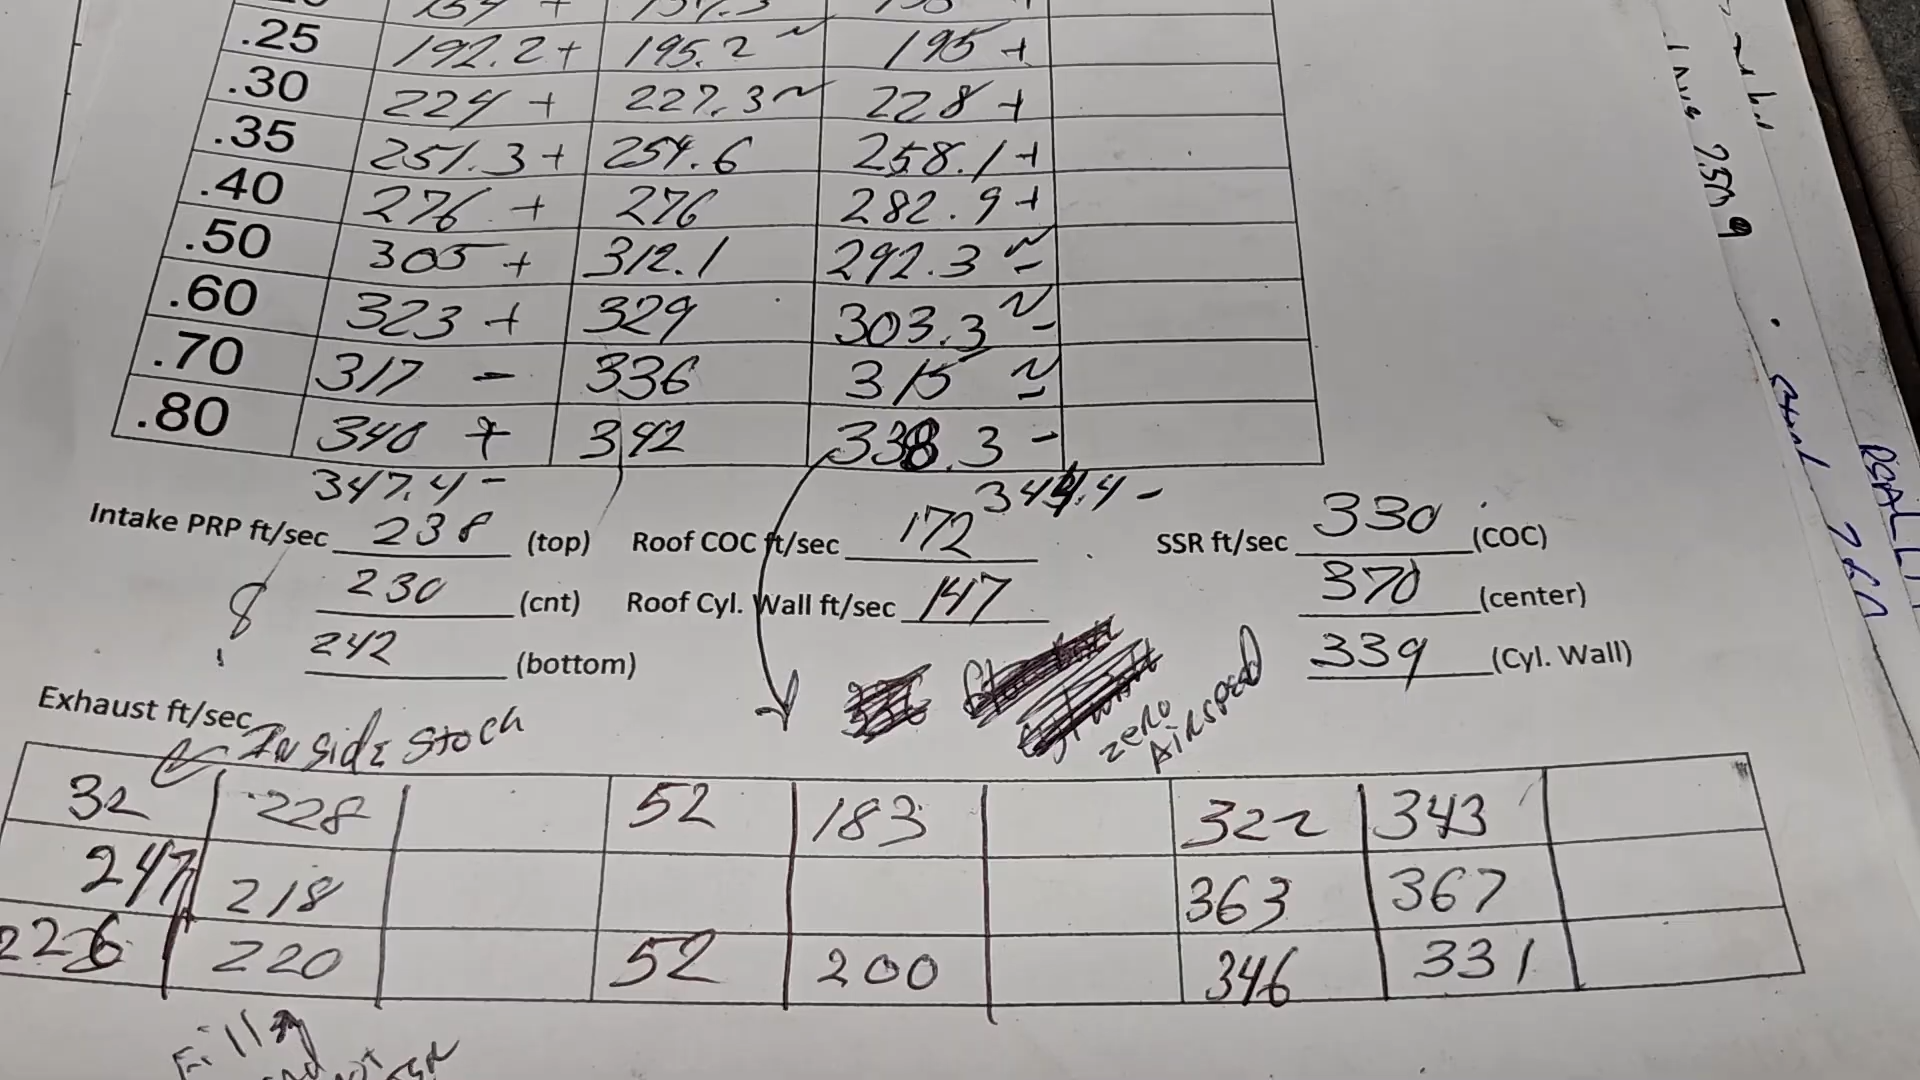 .25 192.2+ 195.2~ 195+
.30 224+ 227.3~ 228+
.35 251.3+ 254.6 258.1+
.40 276+ 276 282.9+
.50 305+ 312.1 292.3~-
.60 323+ 329 303.3~-
.70 317- 336 315~-
.80 340+ 342 338.3-
347.4- 344.4-
Intake PRP ft/sec 238 (top) Roof COC ft/sec 172 SSR ft/sec 330 (COC)
230 (cnt) Roof Cyl. Wall ft/sec 147 370 (center)
242 (bottom) 339 (Cyl. Wall)
zero
Airspeed
Exhaust ft/sec
Inside Stock
32 228 52 183 322 343
247 218 363 367
226 220 52 200 346 331